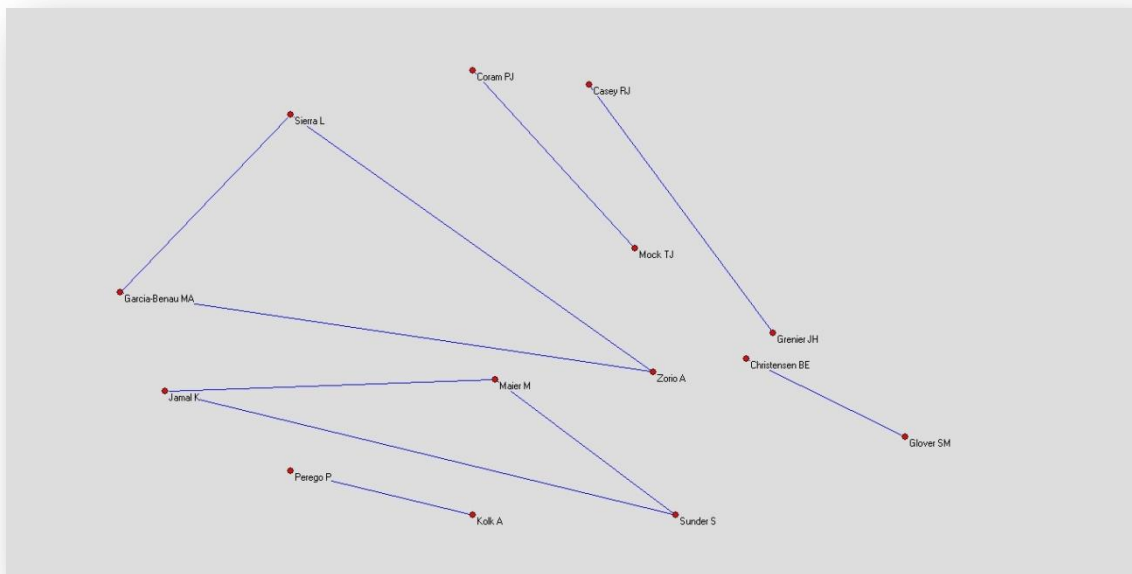 Coram PJ
Casey RJ
Sierra L
Mock TJ
Garcia-Benau MA
Grenier JH
Christensen BE
Zorio A
Maier M
Jamal K
Glover SM
Perego P
Kolk A
Sunder S